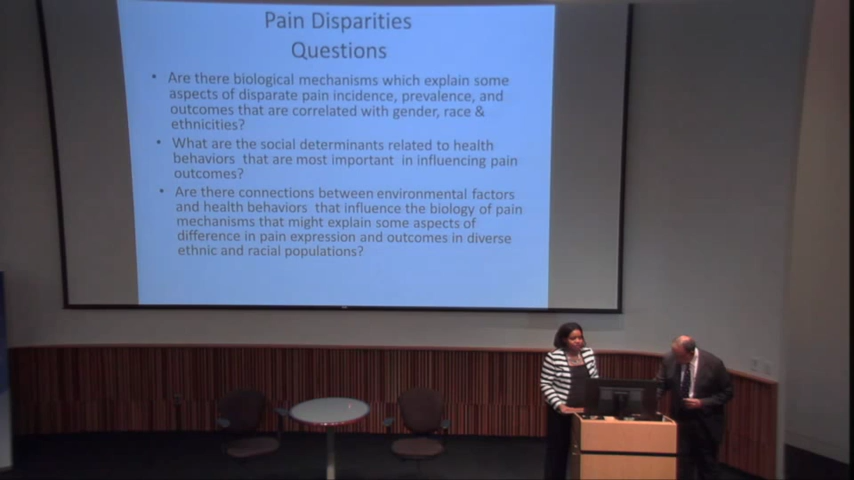 Pain Disparities
Questions
• Are there biological mechanisms which explain some
aspects of disparate pain incidence, prevalence, and
outcomes that are correlated with gender, race &
ethnicities?
• What are the social determinants related to health
behaviors that are most important in influencing pain
outcomes?
• Are there connections between environmental factors
and health behaviors that influence the biology of pain
mechanisms that might explain some aspects of
difference in pain expression and outcomes in diverse
ethnic and racial populations?